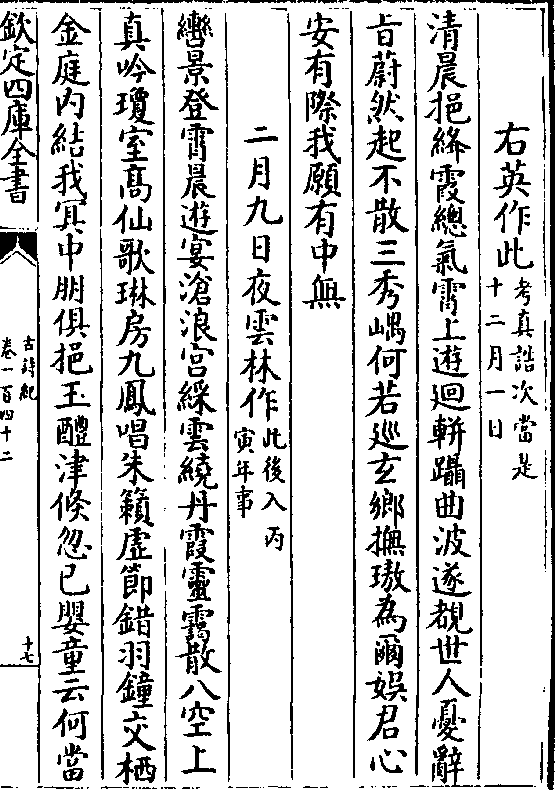 右英作此考真誥次當是十二月一日
清晨挹絳霞總氣霄上遊迴軿躡曲波遂覩世人憂辭
旨蔚然起不散三秀嵎何若巡玄鄉撫璈為爾娛君心
安有際我願有中無
二月九日夜雲林作此後入丙寅年事
轡景登霄晨遊宴滄浪宮綵雲繞丹霞靈靄散八空上
真吟瓊室髙仙歌琳房九鳳唱朱籟虛節錯羽鐘交栖
金庭內結我冥中朋俱挹玉醴津倐忽已嬰童云何當
欽定四庫全書
古詩紀
卷一百四十二
十七